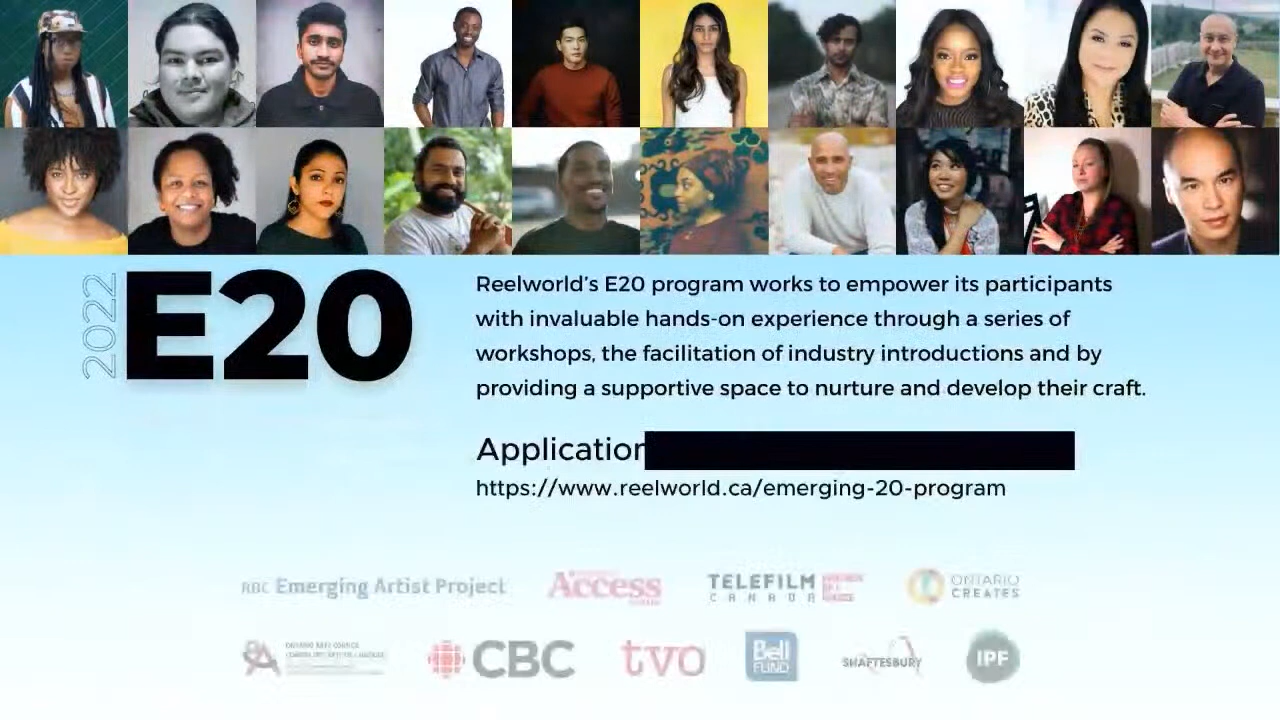 2022
E20
Reelworld's E20 program works to empower its participants
with invaluable hands-on experience through a series of
workshops, the facilitation of industry introductions and by
providing a supportive space to nurture and develop their craft.
Application
https://www.reelworld.ca/emerging-20-program
RBC Emerging Artist Project
Access
TELEFILM
CANADA
ONTARIO
CREATES
ONTARIO ARTS COUNCIL
CBC
tvo
Bell
FUND
SHAFTESBURY
IPF